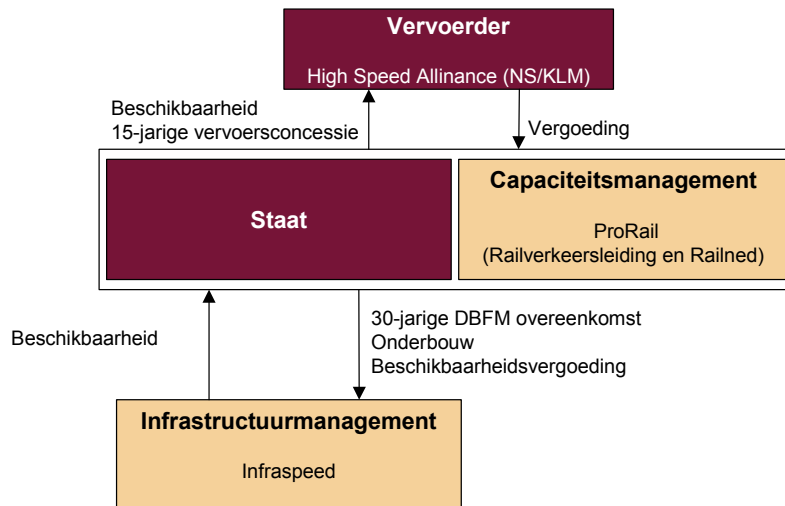 Vervoerder
High Speed Allinance (NS/KLM)
Beschikbaarheid
15-jarige vervoersconcessie
Vergoeding
Staat
Capaciteitsmanagement
ProRail
(Railverkeersleiding en Railned)
Beschikbaarheid
30-jarige DBFM overeenkomst
Onderbouw
Beschikbaarheidsvergoeding
Infrastructuurmanagement
Infraspeed